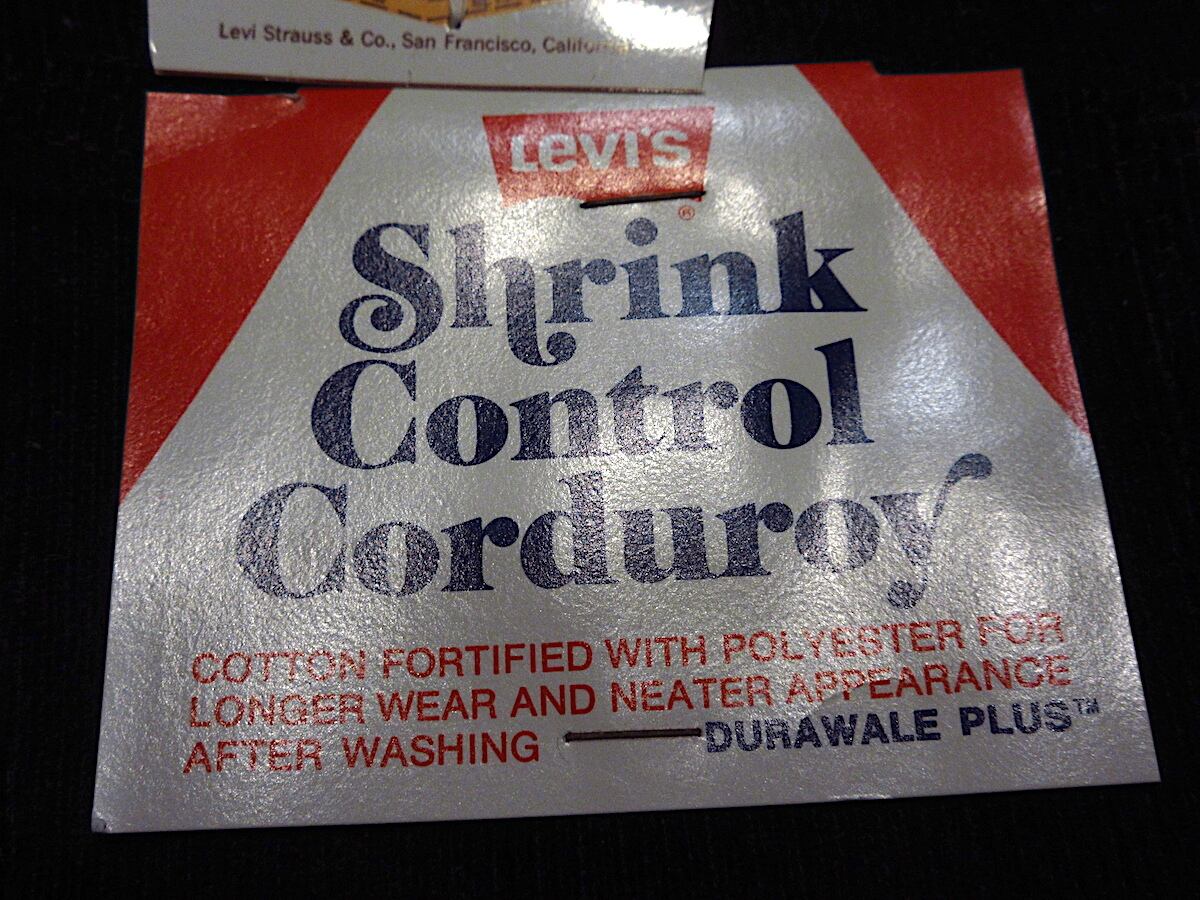 Levi Strauss & Co., San Francisco, California
LEVI'S
®
Shrink
Control
Corduroy
COTTON FORTIFIED WITH POLYESTER FOR
LONGER WEAR AND NEATER APPEARANCE
AFTER WASHING DURAWALE PLUS™